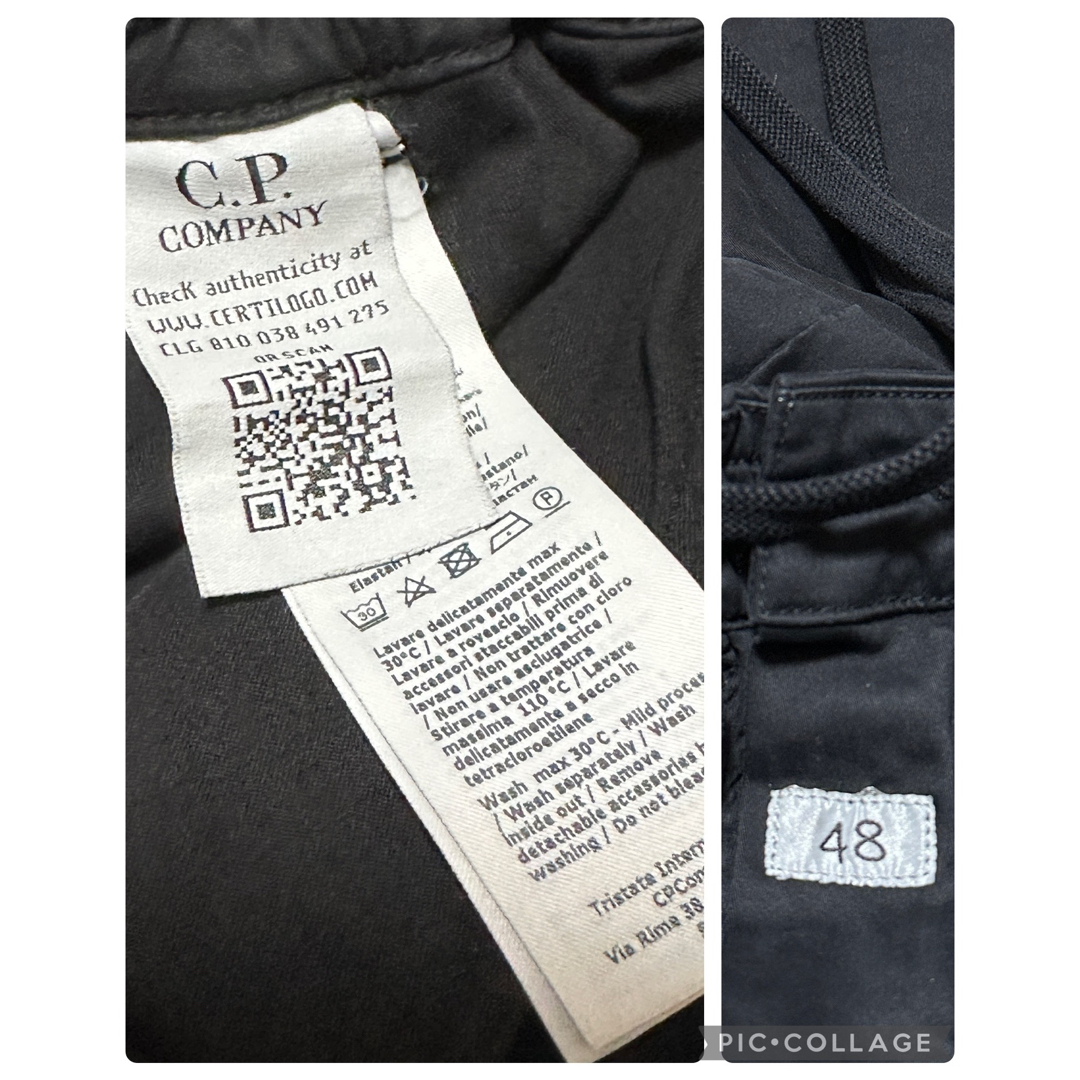 C.P.
COMPANY
Check authenticity at
WWW.CERTILOGO.COM
CLG 810 038 491 275
OR SCAN
Elastan /
30
P
Lavare delicatamente max
30°C / Lavare separatamente /
Lavare a rovescio / Rimuovere
accessori staccabili prima di
lavare / Non trattare con cloro
/ Non usare asciugatrice /
Stirare a temperatura
massima 110°C / Lavare
delicatamente a secco in
tetracloroetilene
Wash max 30°C - Mild proces
/ Wash separately / Wash
inside out / Remove
detachable accessories b
washing / Do not blea
Tristate Intern
CPCom
Via Rime 38
48
PIC•COLLAGE